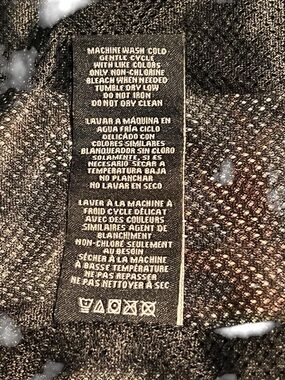 MACHINE WASH COLD
GENTLE CYCLE
WITH LIKE COLORS
ONLY NON-CHLORINE
BLEACH WHEN NEEDED
TUMBLE DRY LOW
DO NOT IRON
DO NOT DRY CLEAN
LAVAR A MÁQUINA EN
AGUA FRÍA CICLO
DELICADO CON
COLORES SIMILARES
BLANQUEADOR SIN CLORO
SOLAMENTE, SI ES
NECESARIO SECAR A
TEMPERATURA BAJA
NO PLANCHAR
NO LAVAR EN SECO
LAVER À LA MACHINE À
FROID CYCLE DÉLICAT
AVEC DES COULEURS
SIMILAIRES AGENT DE
BLANCHIMENT
NON-CHLORÉ SEULEMENT
AU BESOIN
SÉCHER À LA MACHINE
À BASSE TEMPÉRATURE
NE PAS REPASSER
NE PAS NETTOYER À SEC